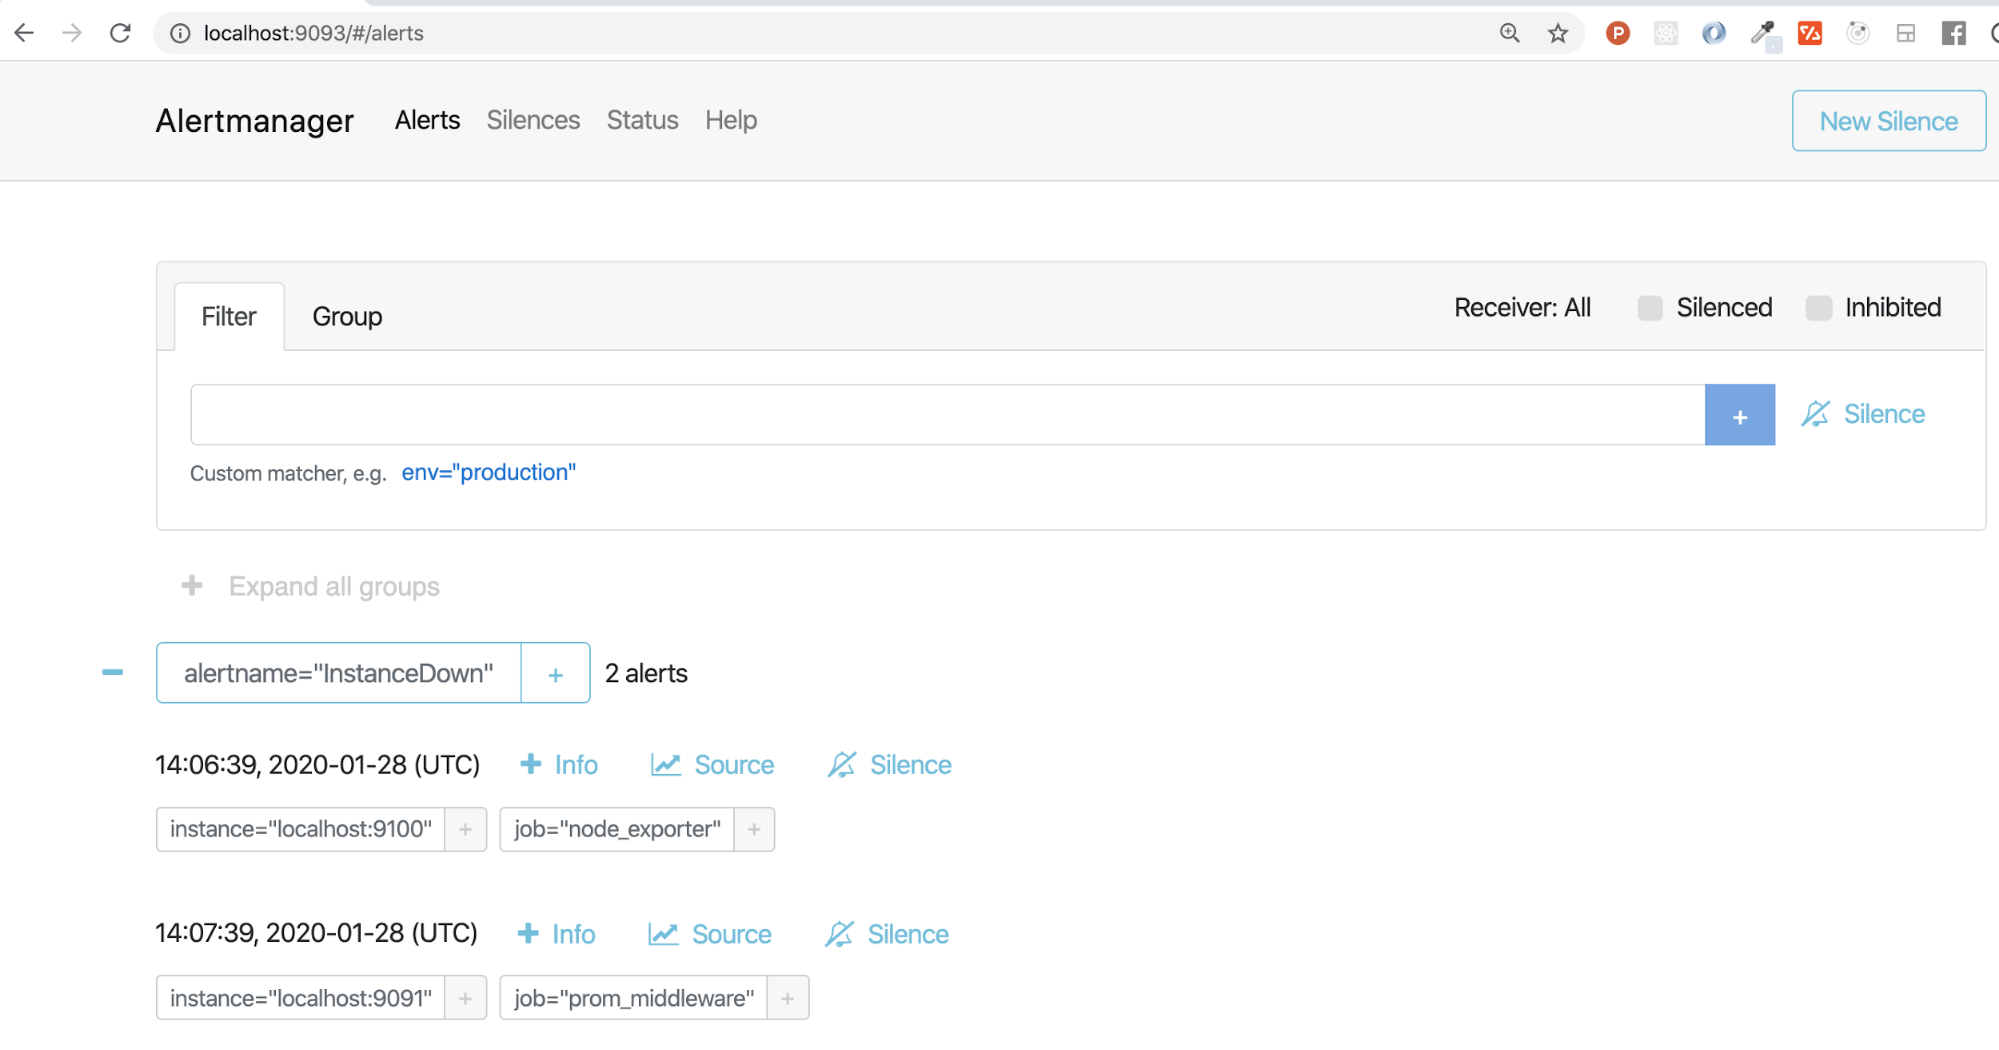 localhost:9093/#/alerts
P
Alertmanager Alerts Silences Status Help New Silence
Filter Group Receiver: All Silenced Inhibited
+ Silence
Custom matcher, e.g. env="production"
+ Expand all groups
alertname="InstanceDown" + 2 alerts
14:06:39, 2020-01-28 (UTC) + Info Source Silence
instance="localhost:9100" + job="node_exporter" +
14:07:39, 2020-01-28 (UTC) + Info Source Silence
instance="localhost:9091" + job="prom_middleware" +